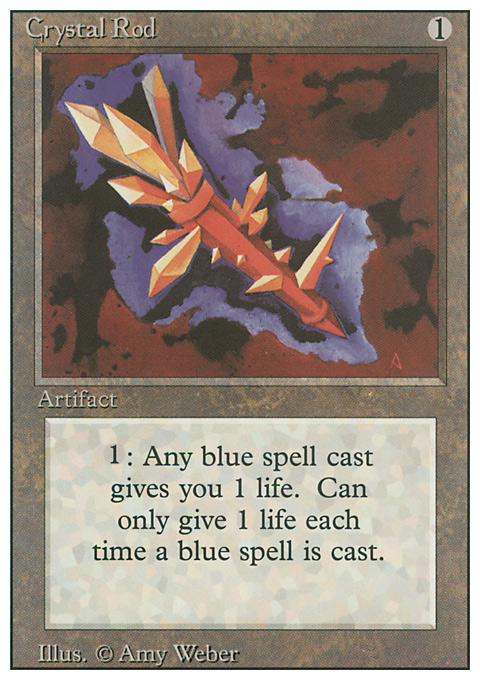 Crystal Rod 1
Artifact
1: Any blue spell cast
gives you 1 life. Can
only give 1 life each
time a blue spell is cast.
Illus. © Amy Weber